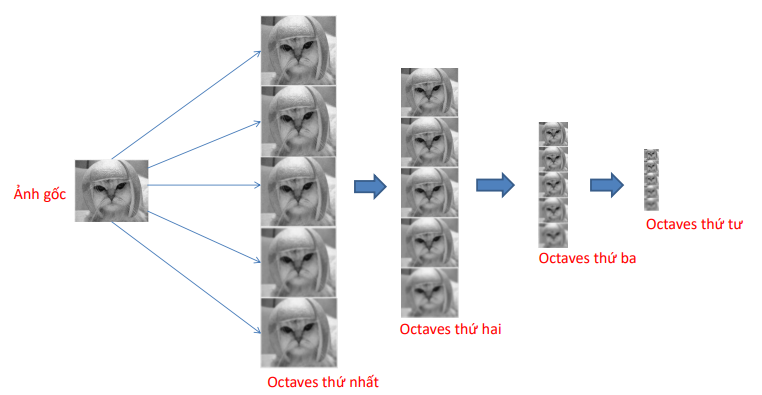 Ảnh gốc
Octaves thứ nhất
Octaves thứ hai
Octaves thứ ba
Octaves thứ tư